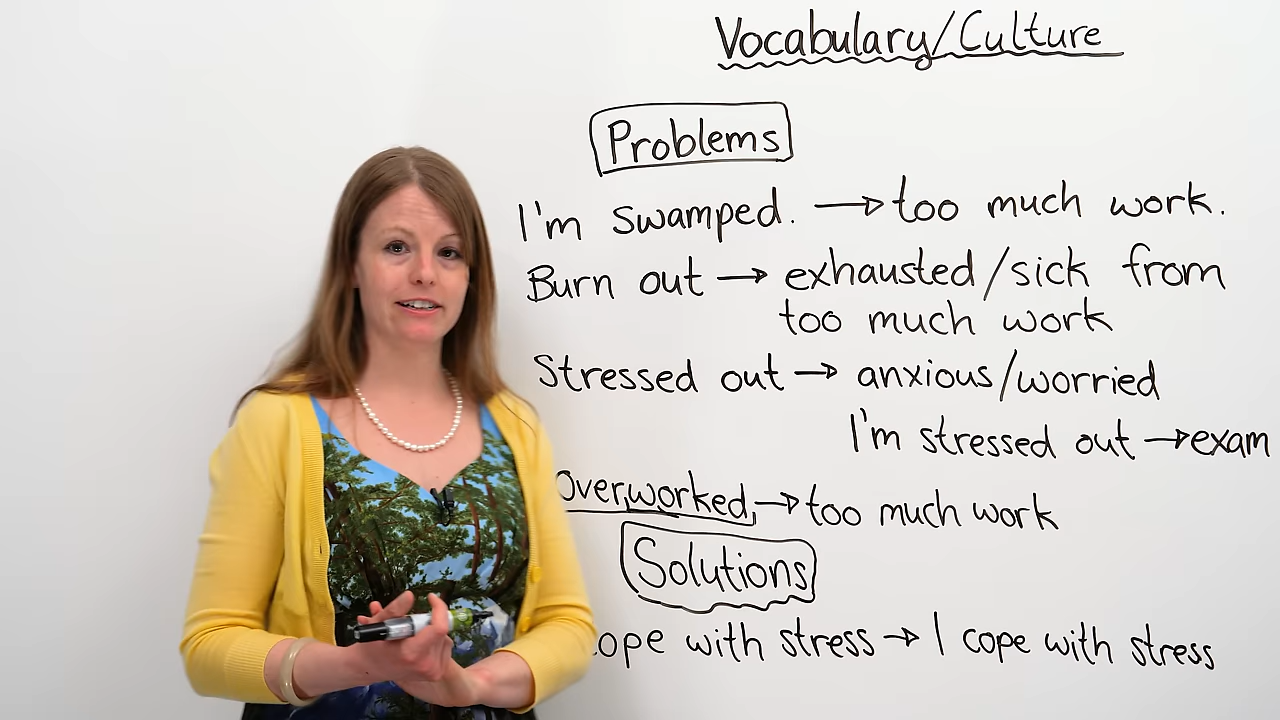 Vocabulary/Culture
Problems
I'm swamped. → too much work.
Burn out → exhausted/sick from
too much work
Stressed out → anxious/worried
I'm stressed out → exam
Overworked → too much work
Solutions
cope with stress → I cope with stress